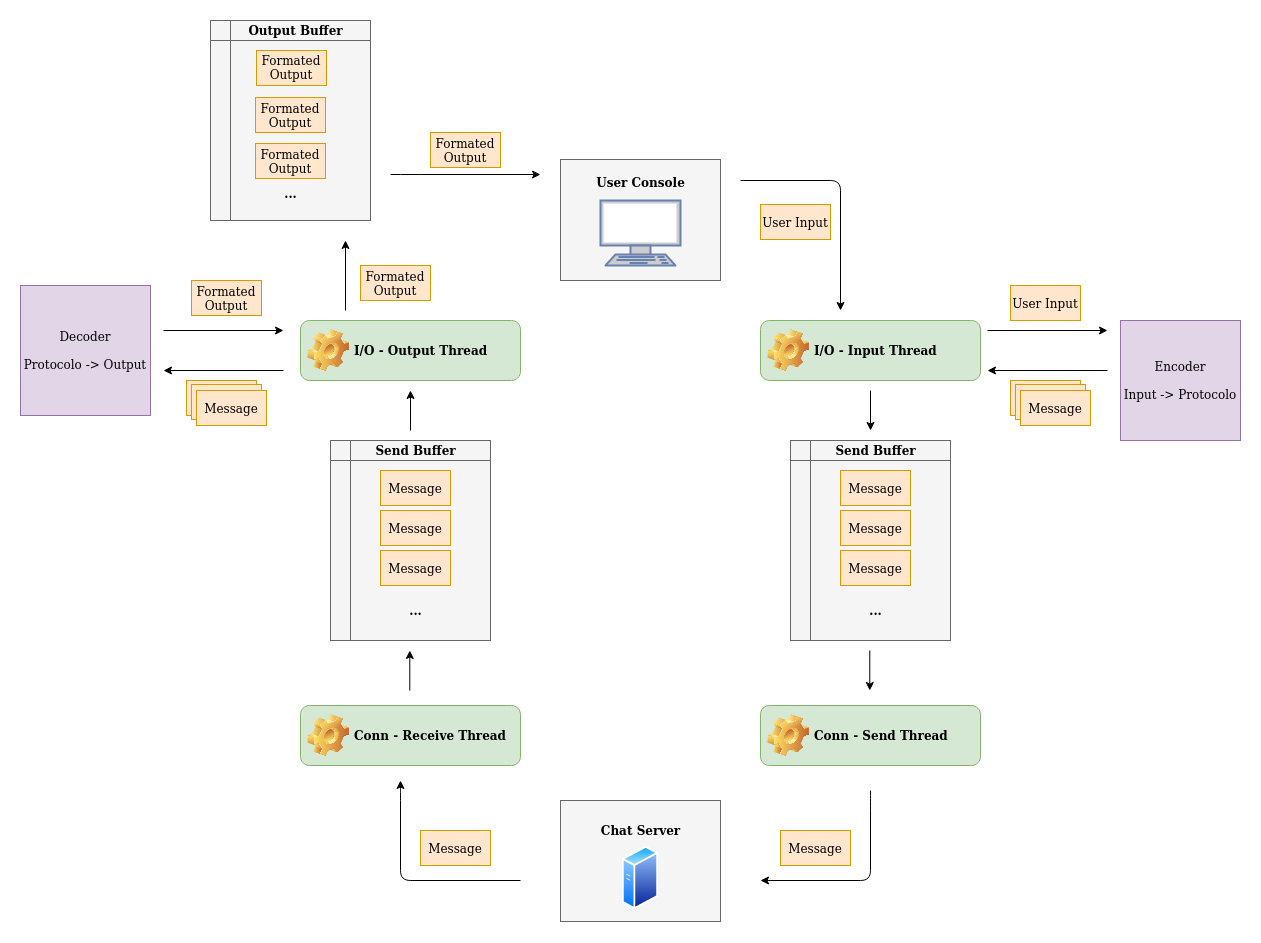 Output Buffer
Formated
Output
Formated
Output
Formated
Output
...
Formated
Output
User Console
User Input
Formated
Output
Formated
Output
User Input
Decoder
Protocolo -> Output
I/O - Output Thread
I/O - Input Thread
Encoder
Input -> Protocolo
Message
Message
Send Buffer
Message
Message
Message
...
Send Buffer
Message
Message
Message
...
Conn - Receive Thread
Conn - Send Thread
Message
Chat Server
Message